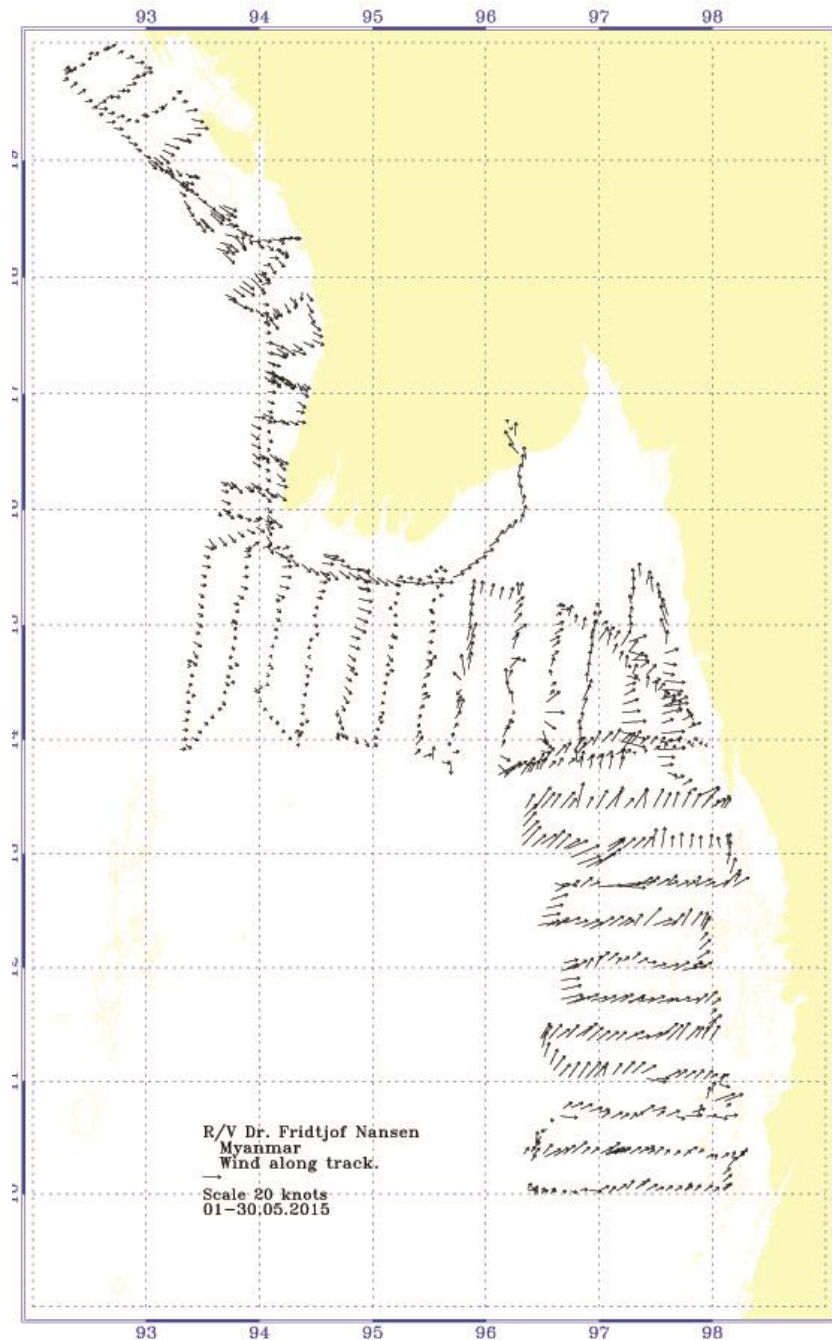 93 94 95 96 97 98
R/V Dr. Fridtjof Nansen
Myanmar
Wind along track.
Scale 20 knots
01-30.05.2015
93 94 95 96 97 98